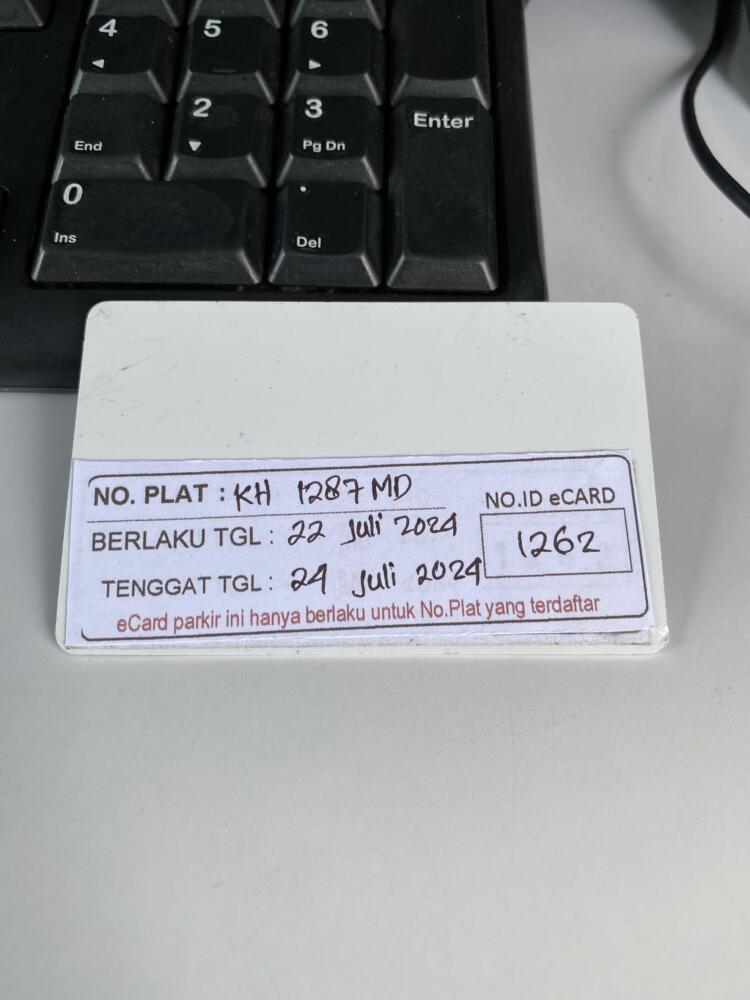 4 5 6
End 2 3 Pg Dn Enter
0 Ins . Del
NO. PLAT : KH 1287 MD
NO.ID eCARD
BERLAKU TGL : 22 Juli 2024
1262
TENGGAT TGL : 24 Juli 2024
eCard parkir ini hanya berlaku untuk No.Plat yang terdaftar